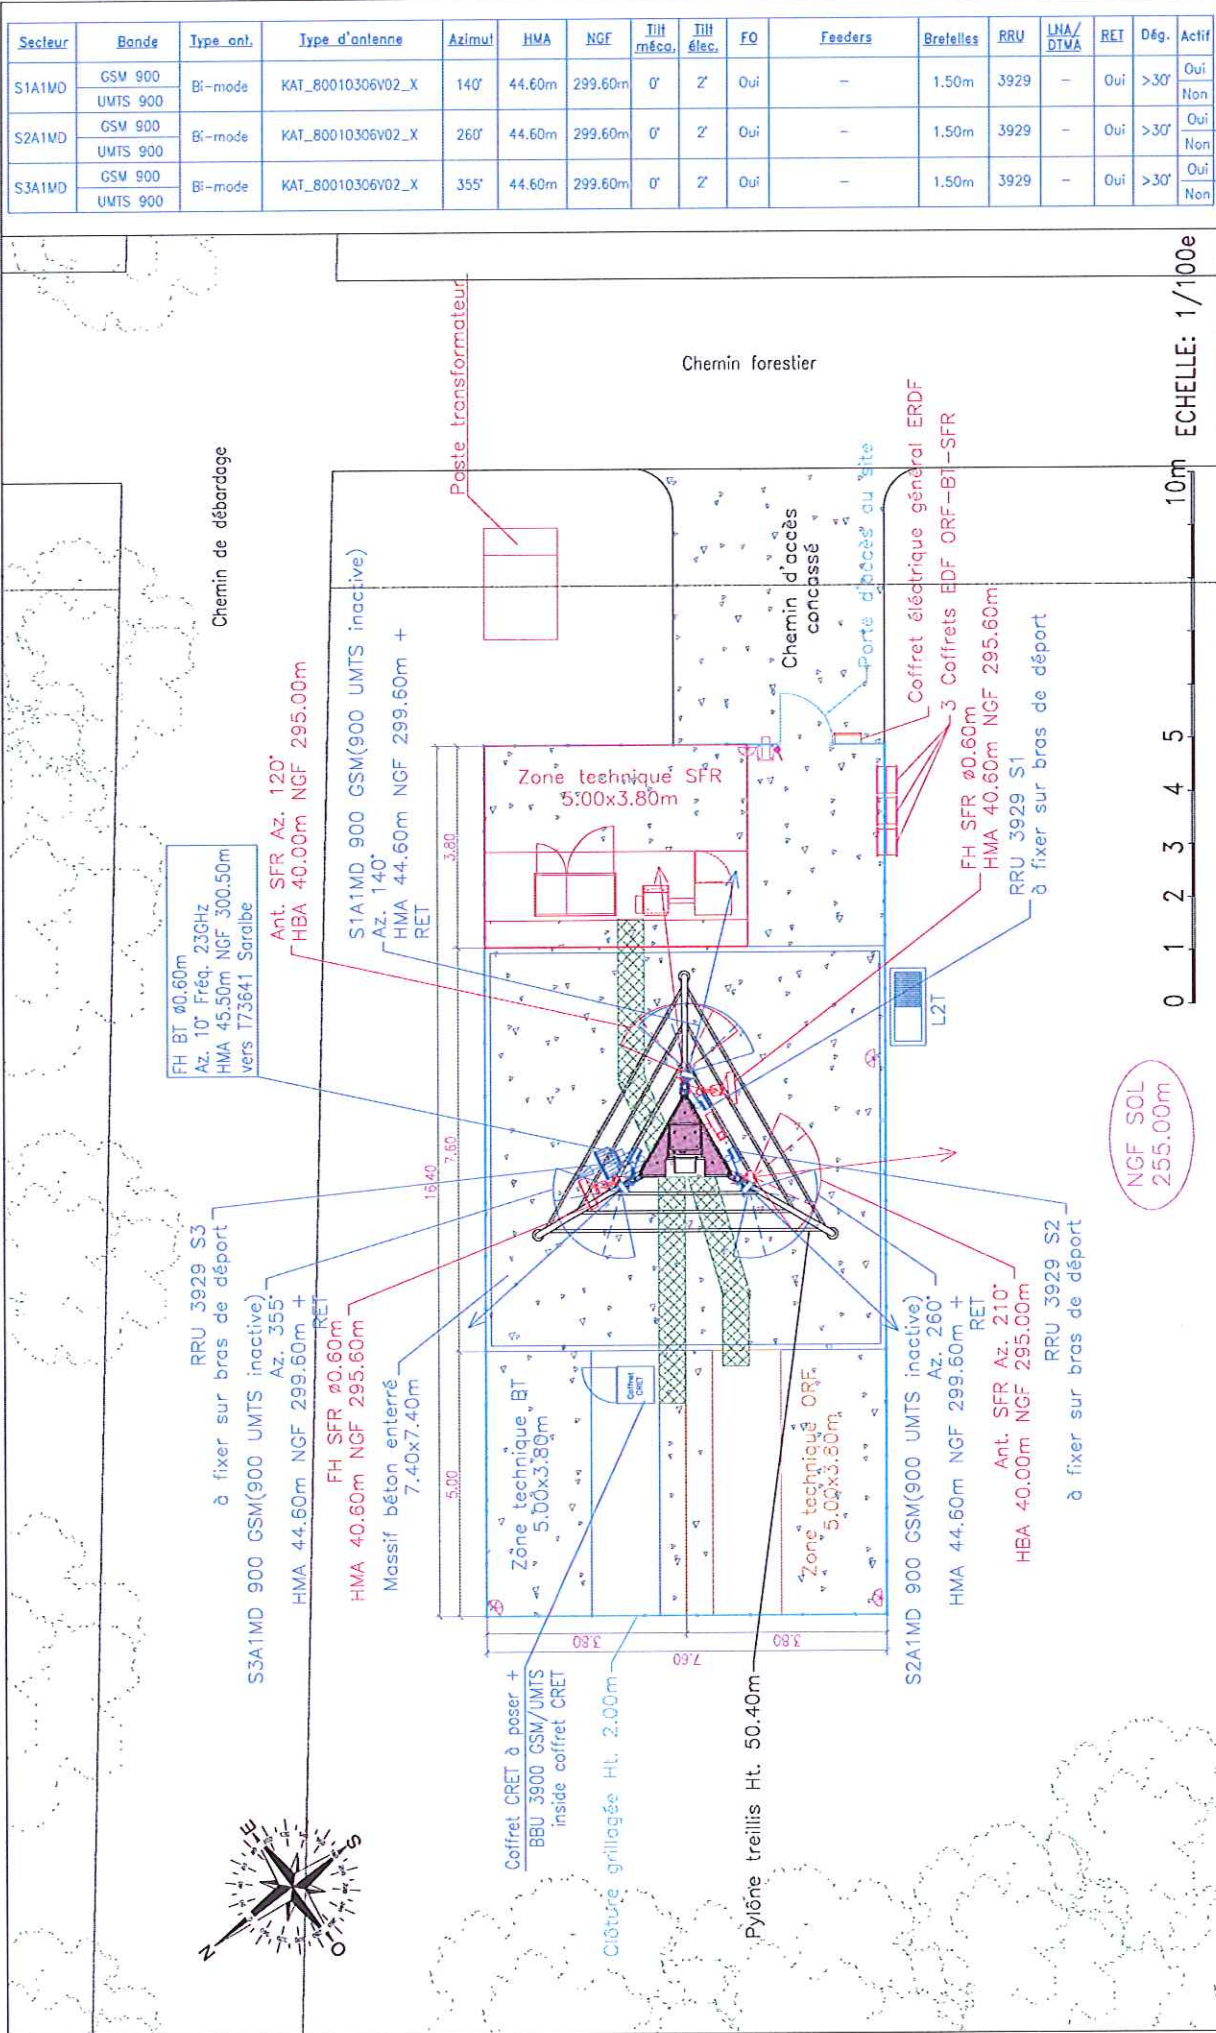 Secteur Bande Type ant. Type d'antenne Azimut HMA NGF Tilt méca. Tilt élec. FO Feeders Bretelles RRU LNA/DTMA RET Dég. Actif
S1A1MD GSM 900 Bi-mode KAT_80010306V02_X 140° 44.60m 299.60m 0° 2° Oui - 1.50m 3929 - Oui >30° Oui
UMTS 900 Non
S2A1MD GSM 900 Bi-mode KAT_80010306V02_X 260° 44.60m 299.60m 0° 2° Oui - 1.50m 3929 - Oui >30° Oui
UMTS 900 Non
S3A1MD GSM 900 Bi-mode KAT_80010306V02_X 355° 44.60m 299.60m 0° 2° Oui - 1.50m 3929 - Oui >30° Oui
UMTS 900 Non
Chemin forestier
Chemin de débardage
Poste transformateur
Chemin d'accès
concassé
Porte d'accès au site
Coffret éléctrique général ERDF
3 Coffrets EDF ORF-BT-SFR
FH SFR ø0.60m
HMA 40.60m NGF 295.60m
RRU 3929 S1
à fixer sur bras de déport
S1A1MD 900 GSM(900 UMTS inactive)
Az. 140°
HMA 44.60m NGF 299.60m +
RET
Ant. SFR Az. 120°
HBA 40.00m NGF 295.00m
FH BT ø0.60m
Az. 10° Fréq. 23GHz
HMA 45.50m NGF 300.50m
vers T73641 Saralbe
Zone technique SFR
5.00x3.80m
3.80
7.60
16.40
5.00
L2T
RRU 3929 S3
à fixer sur bras de déport
S3A1MD 900 GSM(900 UMTS inactive)
Az. 355°
HMA 44.60m NGF 299.60m +
RET
FH SFR ø0.60m
HMA 40.60m NGF 295.60m
Massif béton enterré
7.40x7.40m
Zone technique BT
5.00x3.80m
Coffret
CRET
Zone technique ORF
5.00x3.80m
S2A1MD 900 GSM(900 UMTS inactive)
Az. 260°
HMA 44.60m NGF 299.60m +
RET
Ant. SFR Az. 210°
HBA 40.00m NGF 295.00m
RRU 3929 S2
à fixer sur bras de déport
3.80
3.80
7.60
Coffret CRET à poser +
BBU 3900 GSM/UMTS
inside coffret CRET
Clôture grillagée Ht. 2.00m
Pylône treillis Ht. 50.40m
N
E
S
O
NGF SOL
255.00m
0 1 2 3 4 5 10m
ECHELLE: 1/100e